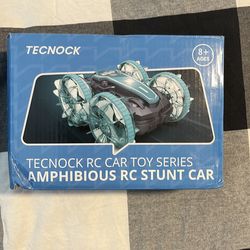 TECNOCK
8+
AGES
TECNOCK RC CAR TOY SERIES
AMPHIBIOUS RC STUNT CAR